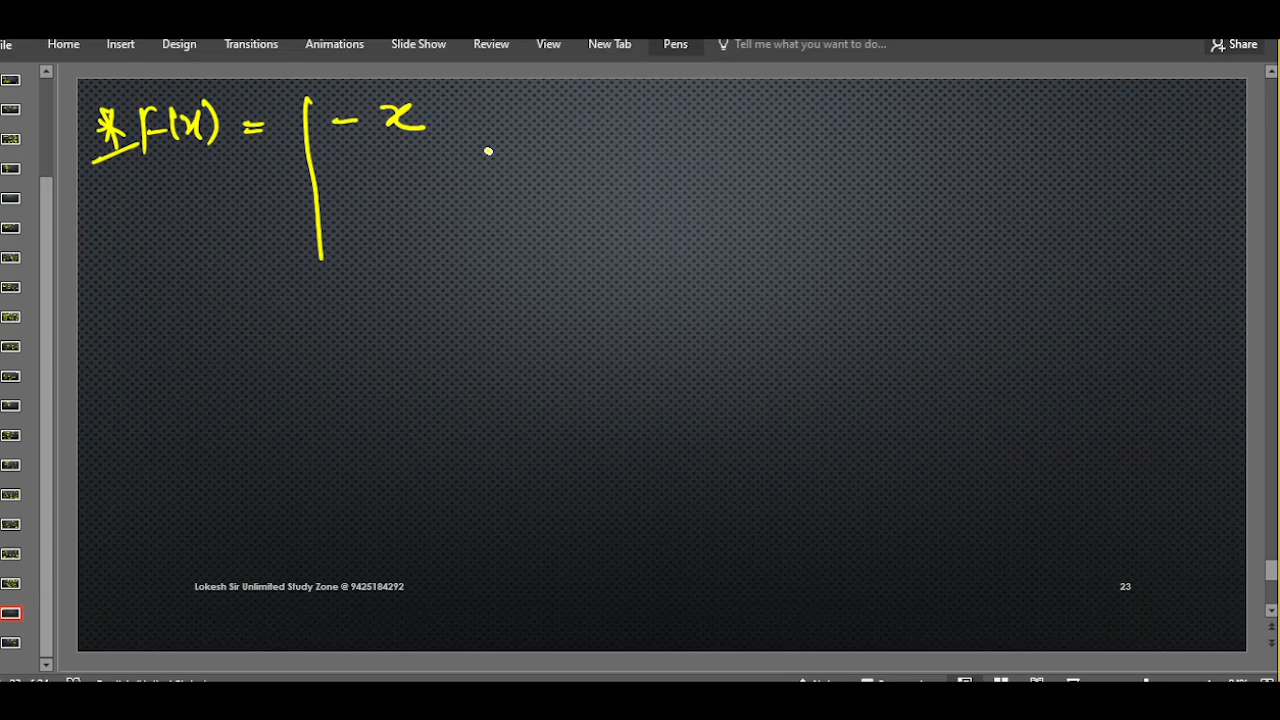 File Home Insert Design Transitions Animations Slide Show Review View New Tab Pens Tell me what you want to do... Share
* F(x) = | - x
Lokesh Sir Unlimited Study Zone @ 9425184292 23